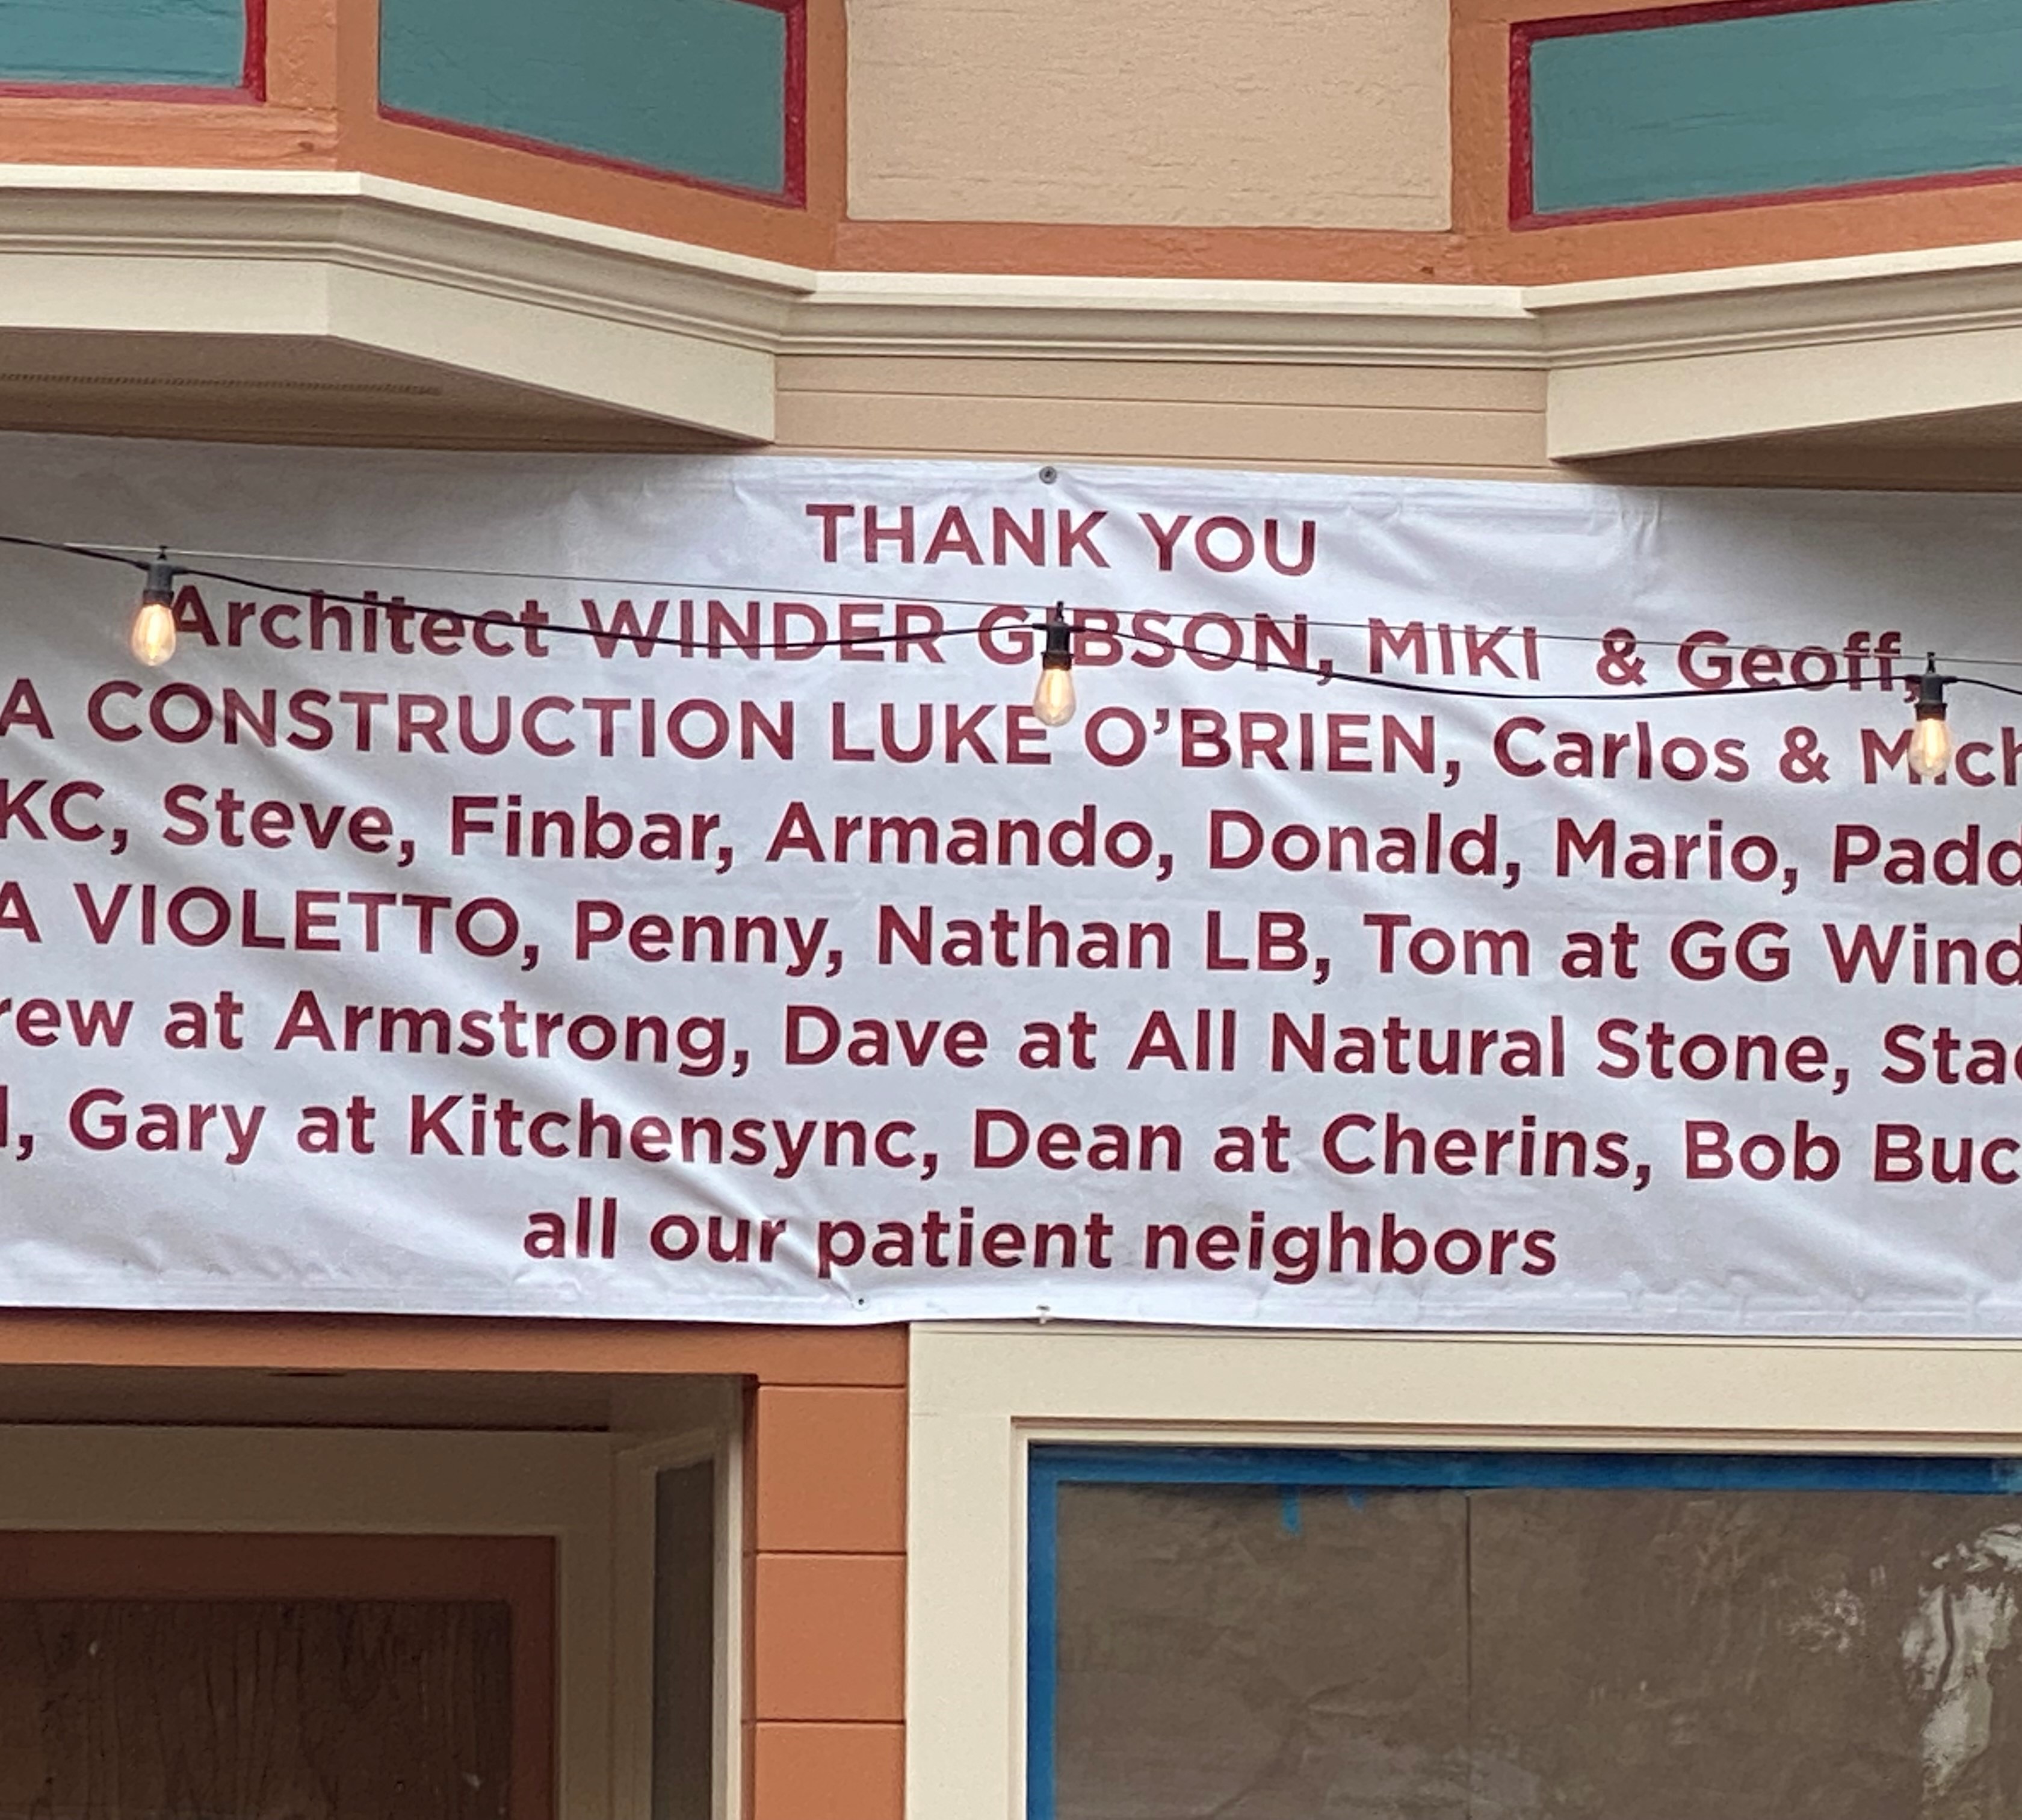 THANK YOU
Architect WINDER GIBSON, MIKI & Geoff,
A CONSTRUCTION LUKE O’BRIEN, Carlos &
KC, Steve, Finbar, Armando, Donald, Mario,
A VIOLETTO, Penny, Nathan LB, Tom at GG
at Armstrong, Dave at All Natural Stone,
Gary at Kitchensync, Dean at Cherins, Bob
all our patient neighbors